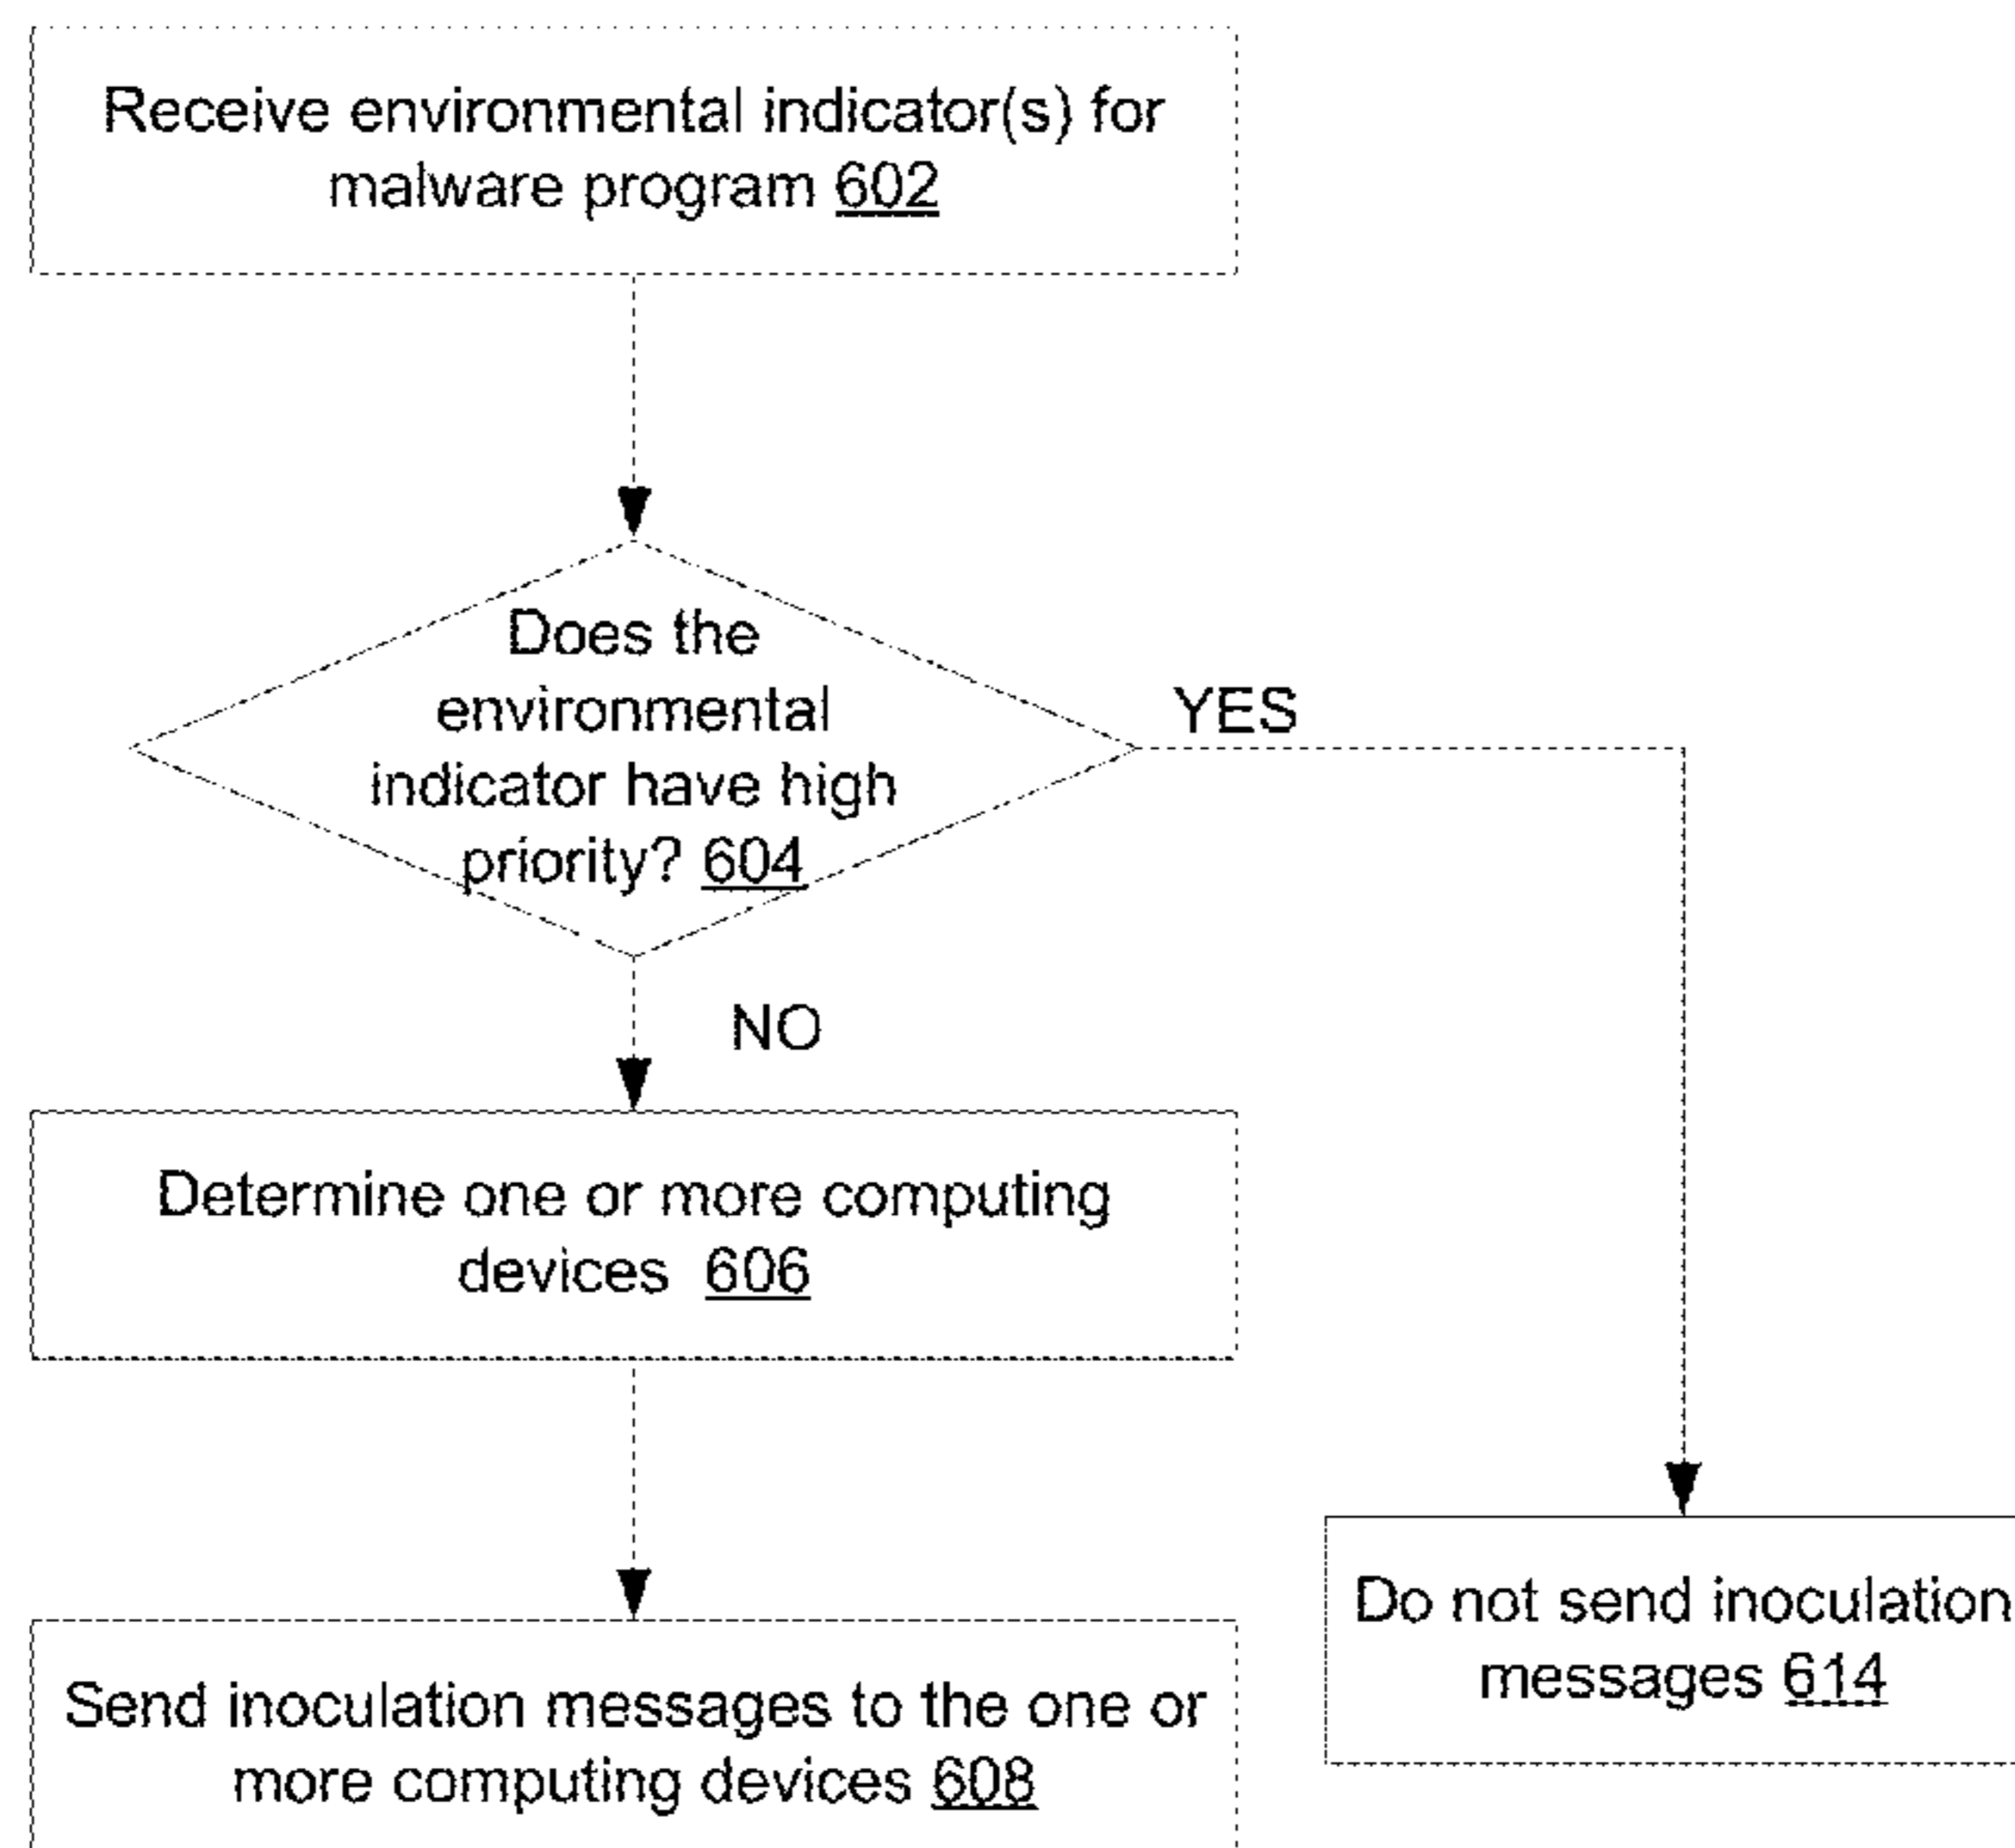 Receive environmental indicator(s) for
malware program 602
Does the
environmental
indicator have high
priority? 604
YES
NO
Determine one or more computing
devices 606
Send inoculation messages to the one or
more computing devices 608
Do not send inoculation
messages 614